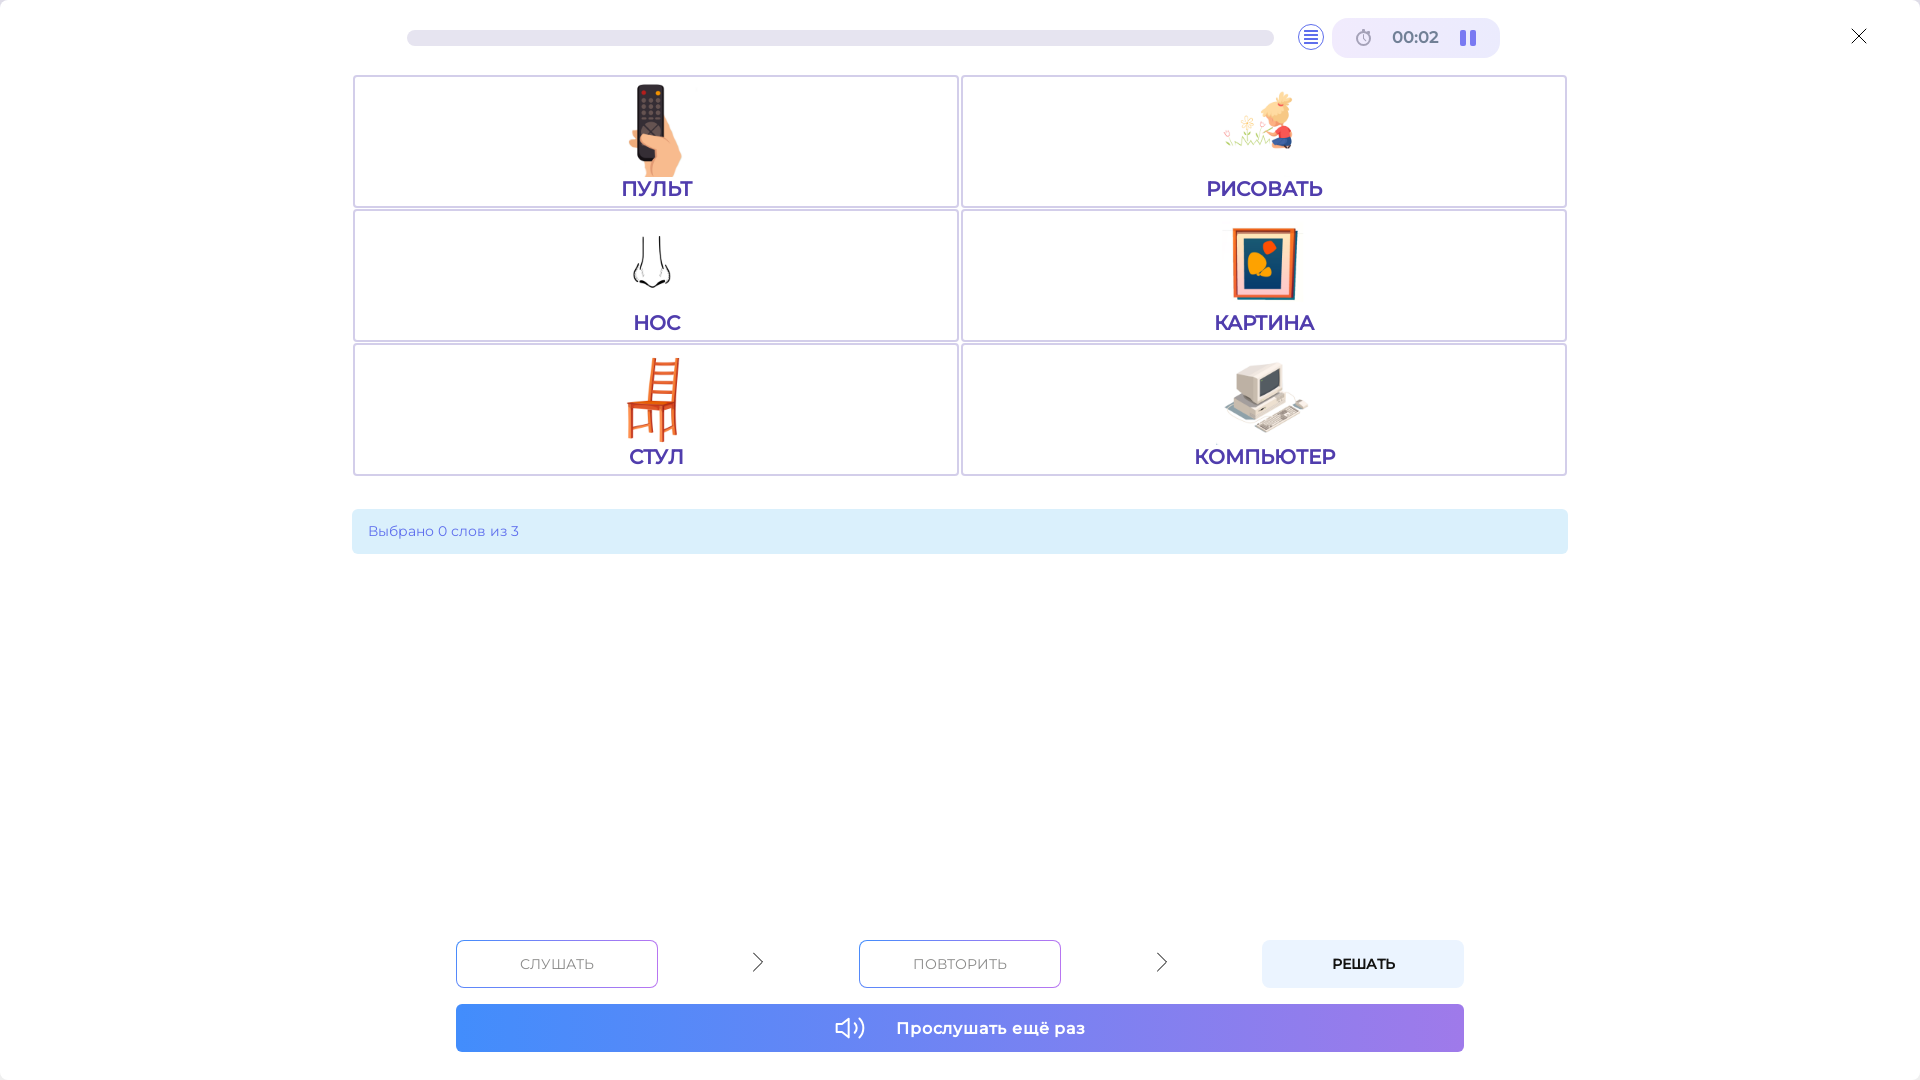 00:02
ПУЛЬТ
РИСОВАТЬ
НОС
КАРТИНА
СТУЛ
КОМПЬЮТЕР
Выбрано 0 слов из 3
СЛУШАТЬ
ПОВТОРИТЬ
РЕШАТЬ
Прослушать ещё раз